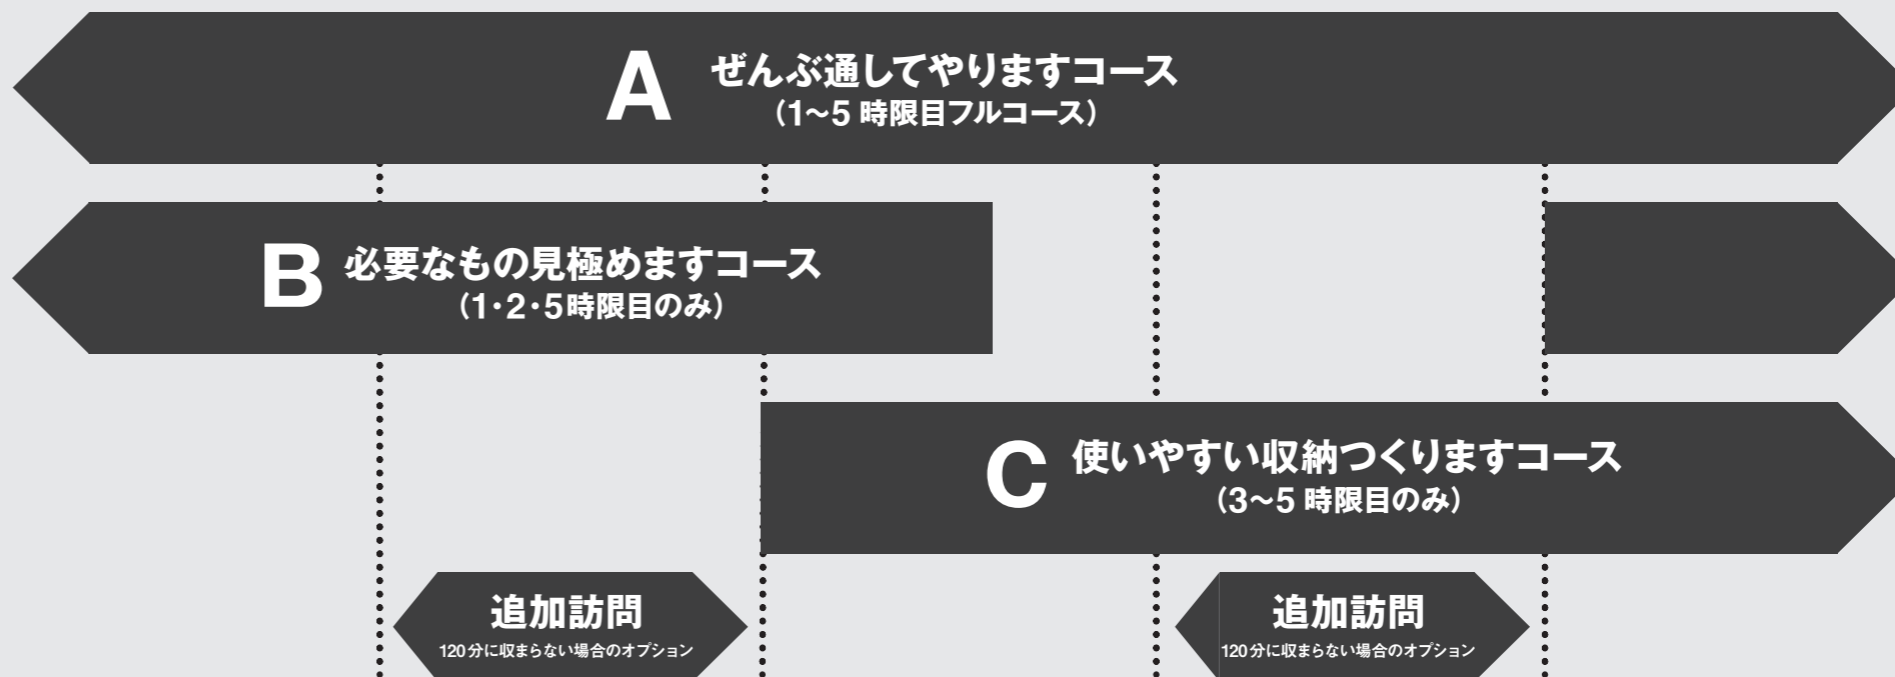 A ぜんぶ通してやりますコース
（1〜5 時限目フルコース）
B 必要なもの見極めますコース
（1・2・5時限目のみ）
C 使いやすい収納つくりますコース
（3〜5 時限目のみ）
追加訪問
120分に収まらない場合のオプション
追加訪問
120分に収まらない場合のオプション